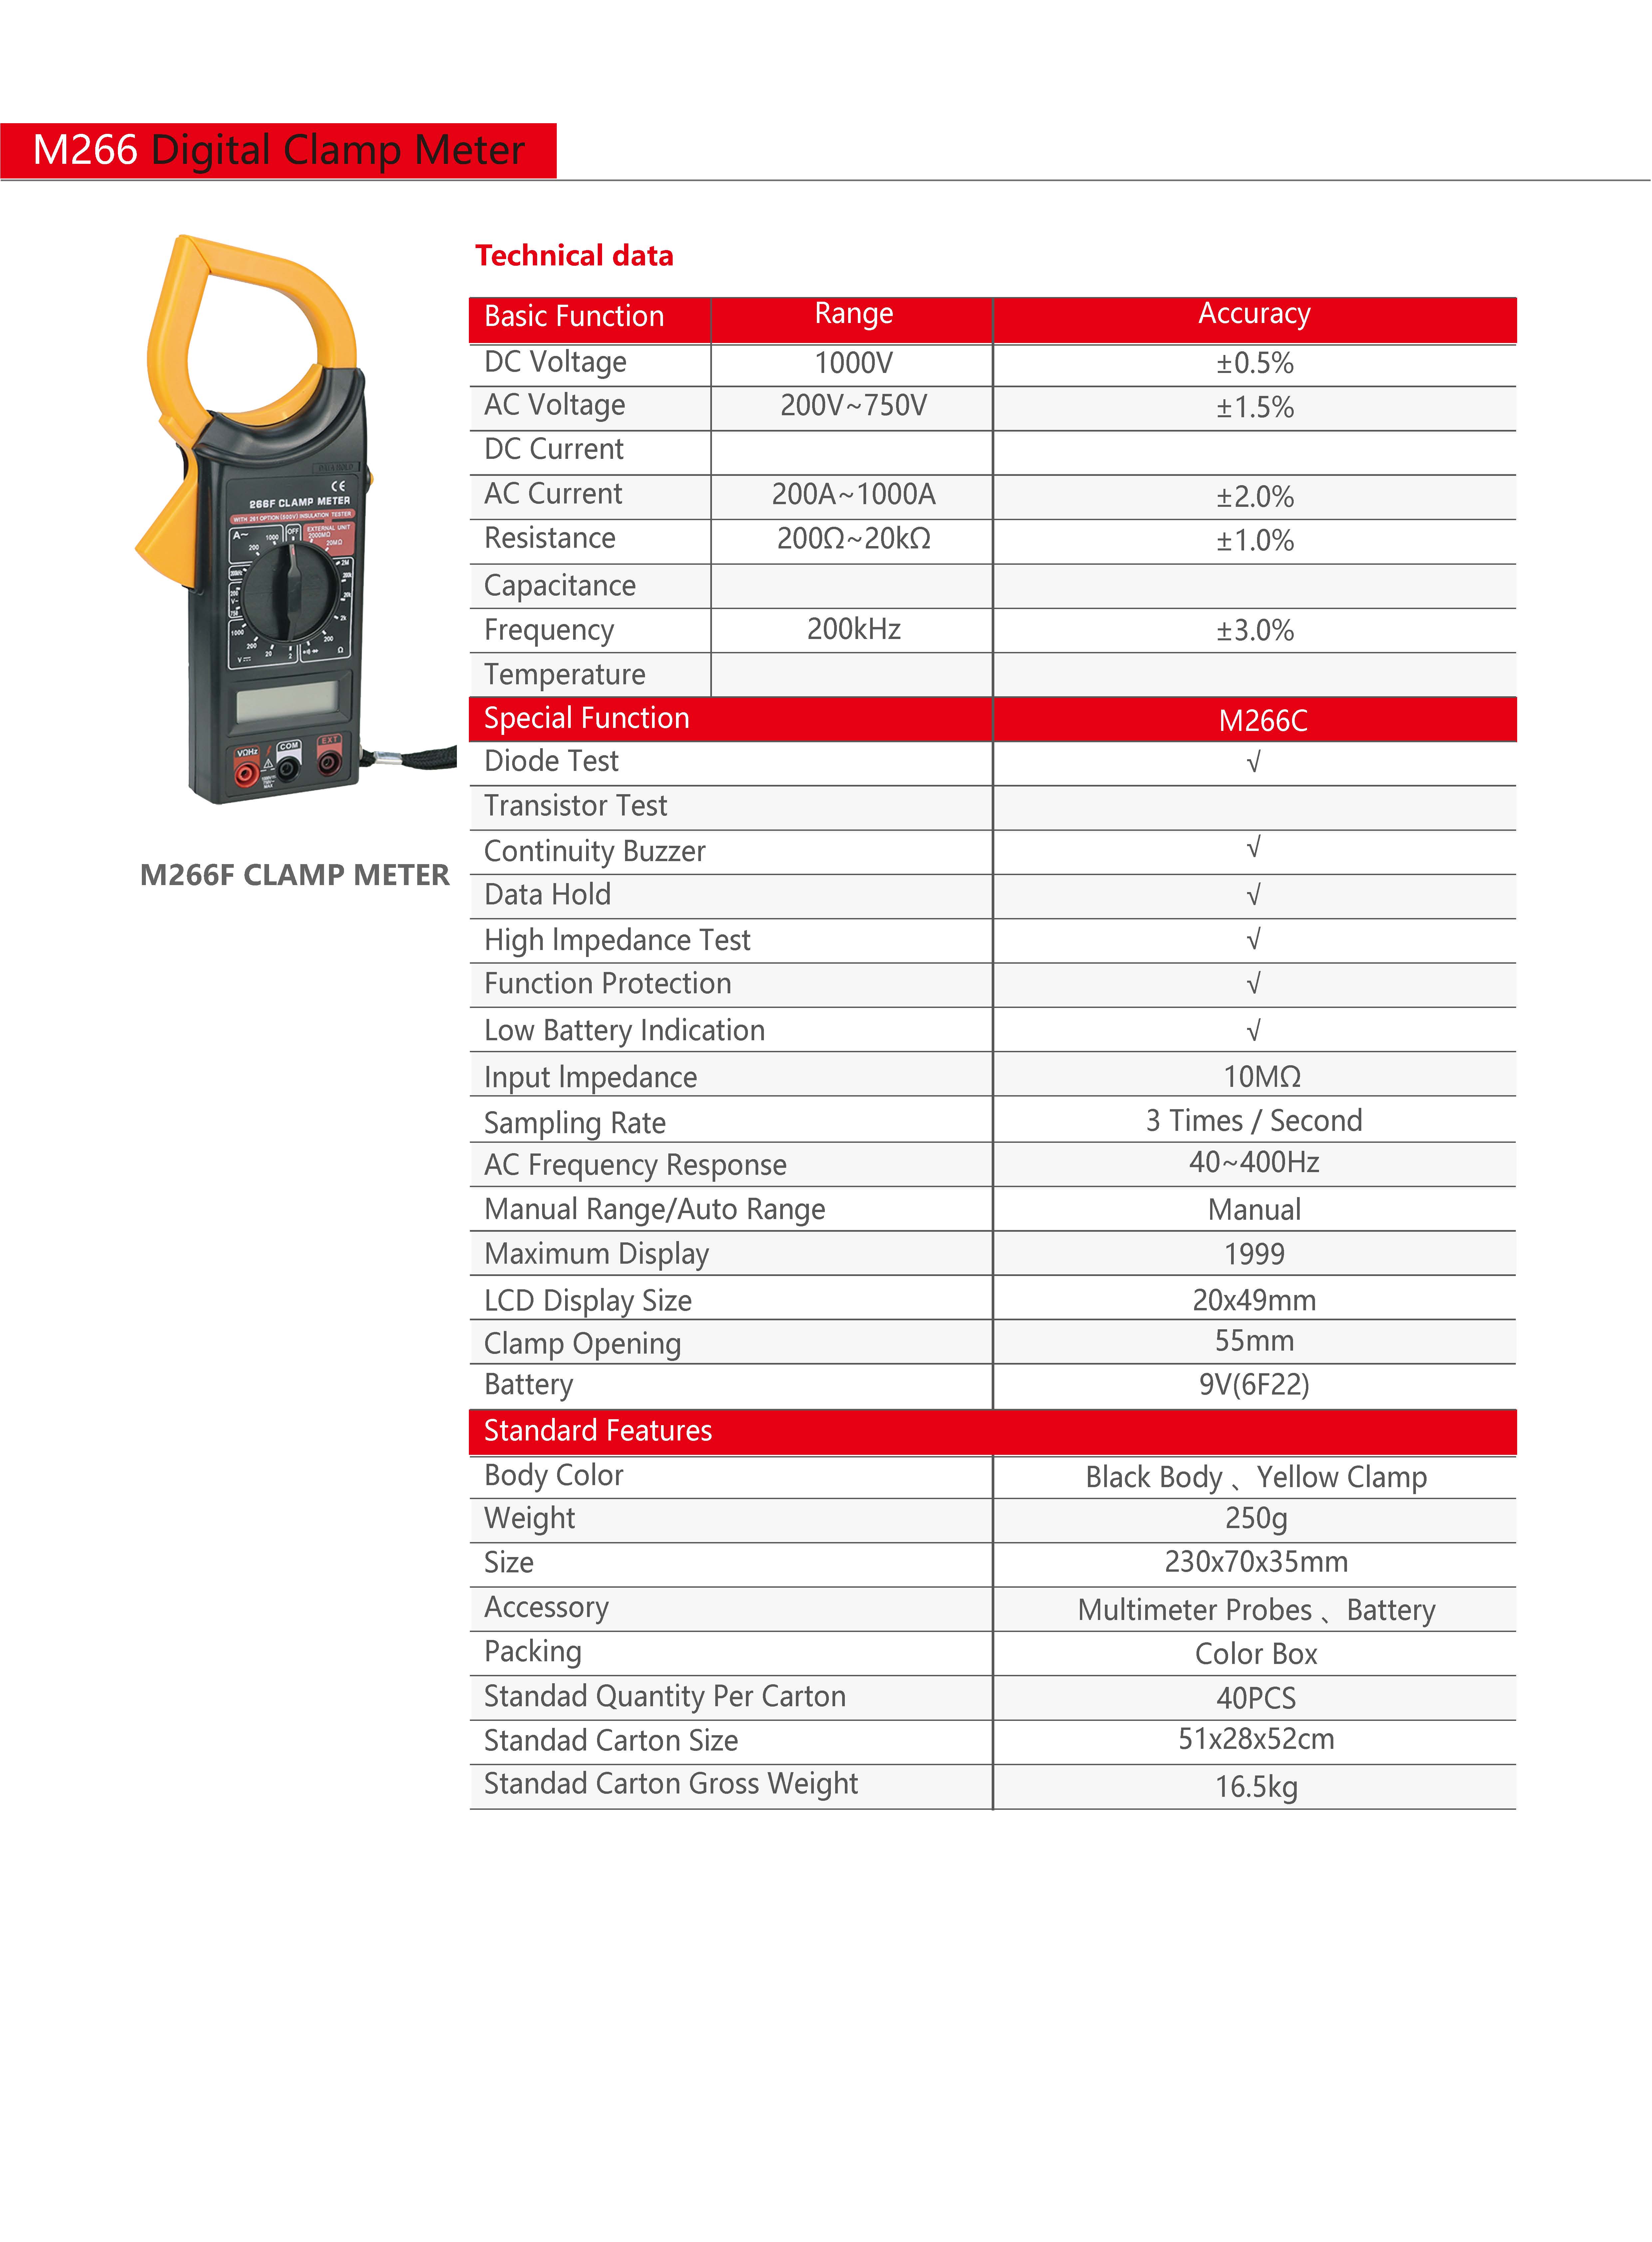 M266 Digital Clamp Meter
Technical data
Basic Function Range Accuracy
DC Voltage 1000V ±0.5%
AC Voltage 200V~750V ±1.5%
DC Current
AC Current 200A~1000A ±2.0%
Resistance 200Ω~20kΩ ±1.0%
Capacitance
Frequency 200kHz ±3.0%
Temperature
Special Function M266C
Diode Test √
Transistor Test
Continuity Buzzer √
Data Hold √
High Impedance Test √
Function Protection √
Low Battery Indication √
Input Impedance 10MΩ
Sampling Rate 3 Times / Second
AC Frequency Response 40~400Hz
Manual Range/Auto Range Manual
Maximum Display 1999
LCD Display Size 20x49mm
Clamp Opening 55mm
Battery 9V(6F22)
Standard Features
Body Color Black Body 、Yellow Clamp
Weight 250g
Size 230x70x35mm
Accessory Multimeter Probes 、Battery
Packing Color Box
Standad Quantity Per Carton 40PCS
Standad Carton Size 51x28x52cm
Standad Carton Gross Weight 16.5kg
DATA HOLD
CE
266F CLAMP METER
WITH 261 OPTION (500V) INSULATION TESTER
A~ 1000 OFF EXTERNAL UNIT
200 2000MΩ
20MΩ
2M
200
V~ 20k
750
2k
1000 200
200 Ω
V 20 2
VΩHz COM EXT
MAX
M266F CLAMP METER